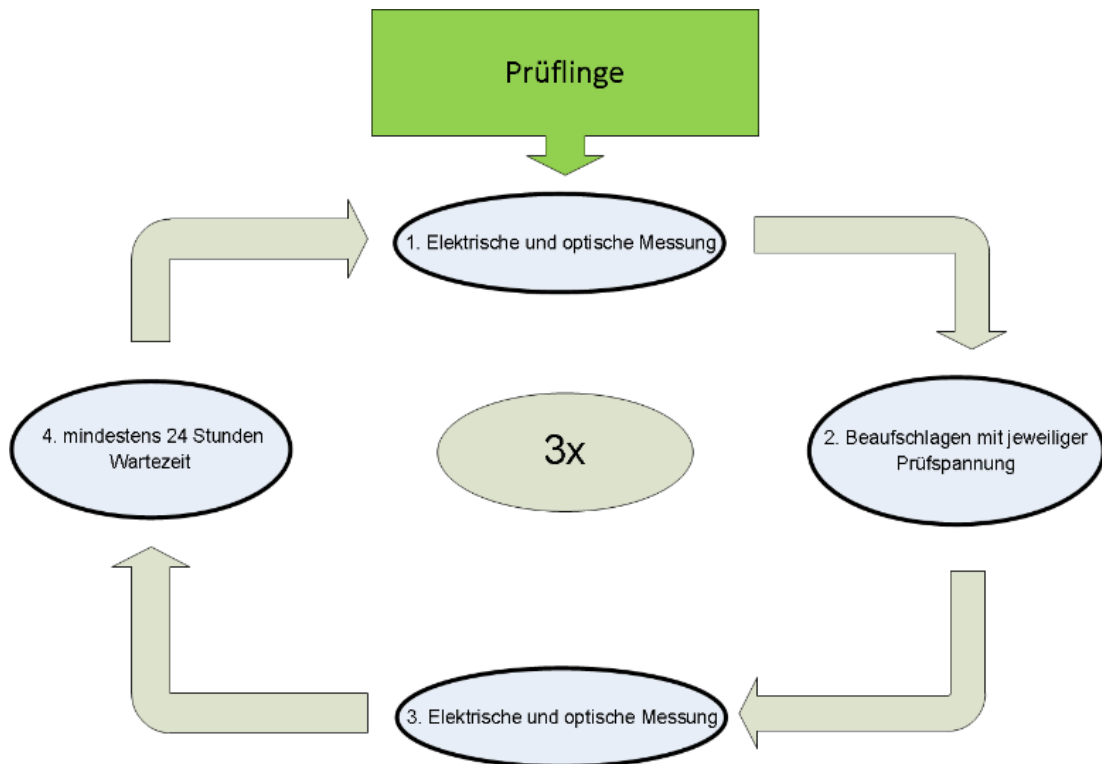 Prüflinge
1. Elektrische und optische Messung
2. Beaufschlagen mit jeweiliger
Prüfspannung
3. Elektrische und optische Messung
4. mindestens 24 Stunden
Wartezeit
3x